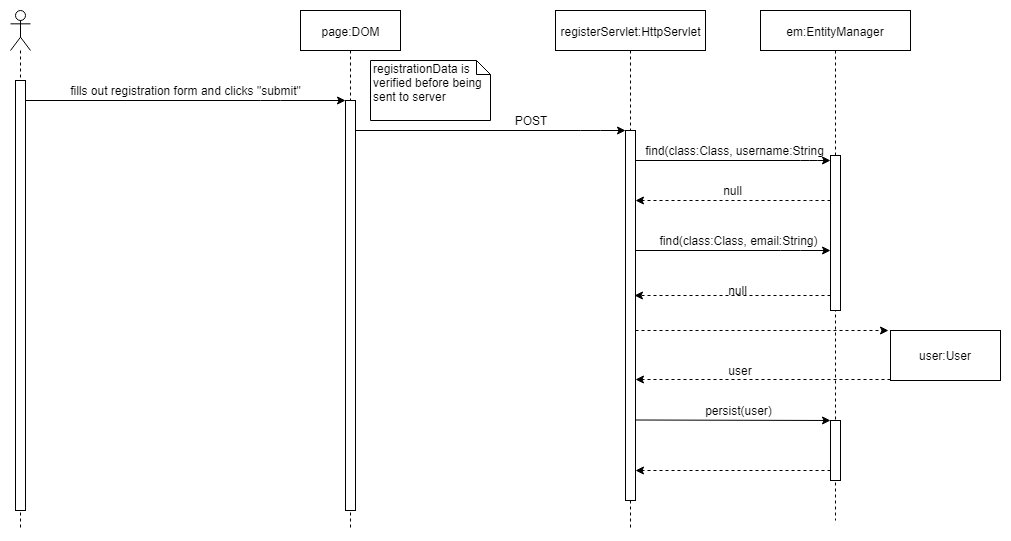 page:DOM
registerServlet:HttpServlet
em:EntityManager
registrationData is
verified before being
sent to server
fills out registration form and clicks "submit"
POST
find(class:Class, username:String
null
find(class:Class, email:String)
null
user:User
user
persist(user)